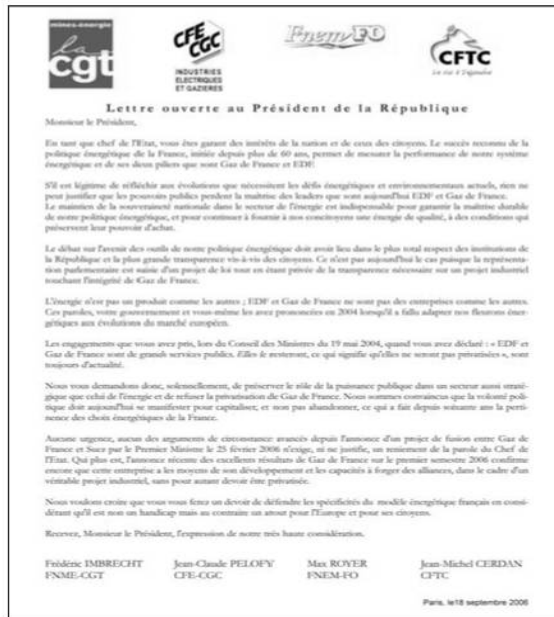 mines-énergie
la
cgt
CFE
CGC
INDUSTRIES
ELECTRIQUES
ET GAZIERES
Fnem-FO
CFTC
La vie à défendre
Lettre ouverte au Président de la République
Monsieur le Président,
En tant que chef de l'Etat, vous êtes garant des intérêts de la nation et de ceux des citoyens. Le succès reconnu de la
politique énergétique de la France, initiée depuis plus de 60 ans, permet de mesurer la performance de notre système
énergétique et de ses deux piliers que sont Gaz de France et EDF.
S'il est légitime de réfléchir aux évolutions que nécessitent les défis énergétiques et environnementaux actuels, rien ne
peut justifier que les pouvoirs publics perdent la maîtrise des leaders que sont aujourd'hui EDF et Gaz de France.
Le maintien de la souveraineté nationale dans le secteur de l'énergie est indispensable pour garantir la maîtrise durable
de notre politique énergétique, et pour continuer à fournir à nos concitoyens une énergie de qualité, à des conditions qui
préservent leur pouvoir d'achat.
Le débat sur l'avenir des outils de notre politique énergétique doit avoir lieu dans le plus total respect des institutions de
la République et la plus grande transparence vis-à-vis des citoyens. Ce n'est pas aujourd'hui le cas puisque la représenta-
tion parlementaire est saisie d'un projet de loi tout en étant privée de la transparence nécessaire sur un projet industriel
touchant l'intégrité de Gaz de France.
L'énergie n'est pas un produit comme les autres ; EDF et Gaz de France ne sont pas des entreprises comme les autres.
Ces paroles, votre gouvernement et vous-même les avez prononcées en 2004 lorsqu'il a fallu adapter nos fleurons éner-
gétiques aux évolutions du marché européen.
Les engagements que vous avez pris, lors du Conseil des Ministres du 19 mai 2004, quand vous avez déclaré : « EDF et
Gaz de France sont de grands services publics. Elles le resteront, ce qui signifie qu'elles ne seront pas privatisées », sont
toujours d'actualité.
Nous vous demandons donc, solennellement, de préserver le rôle de la puissance publique dans un secteur aussi straté-
gique que celui de l'énergie et de refuser la privatisation de Gaz de France. Nous sommes convaincus que la volonté poli-
tique doit aujourd'hui se manifester pour capitaliser, et non pas abandonner, ce qui a fait depuis soixante ans la perti-
nence des choix énergétiques de la France.
Aucune urgence, aucun des arguments de circonstance avancés depuis l'annonce d'un projet de fusion entre Gaz de
France et Suez par le Premier Ministre le 25 février 2006 n'exige, ni ne justifie, un reniement de la parole du Chef de
l'Etat. Qui plus est, l'annonce récente des excellents résultats de Gaz de France sur le premier semestre 2006 confirme
encore que cette entreprise a les moyens de son développement et les capacités à forger des alliances, dans le cadre d'un
véritable projet industriel, sans pour autant devoir être privatisée.
Nous voulons croire que vous vous ferez un devoir de défendre les spécificités du modèle énergétique français en consi-
dérant qu'il est non un handicap mais au contraire un atout pour l'Europe et pour ses citoyens.
Recevez, Monsieur le Président, l'expression de notre très haute considération.
Frédéric IMBRECHT Jean-Claude PELOFY Max ROYER Jean-Michel CERDAN
FNME-CGT CFE-CGC FNEM-FO CFTC
Paris, le18 septembre 2006